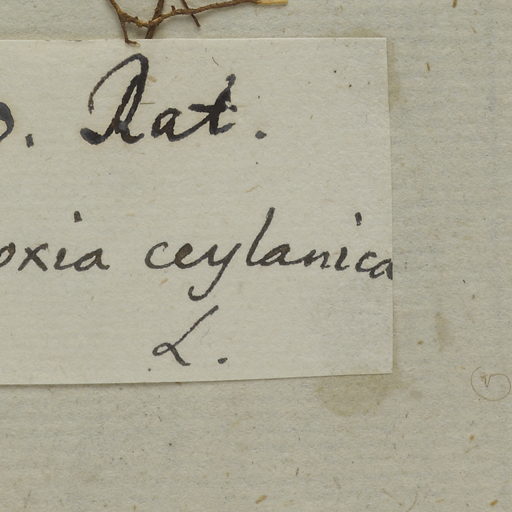 . Rat.
oxia ceylanica
L.